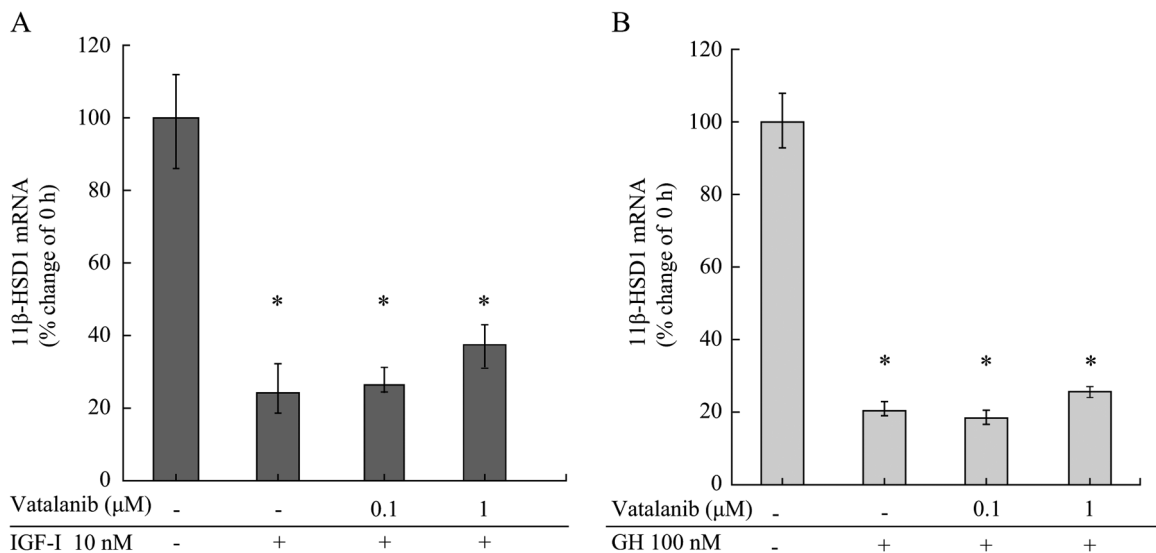 A
11β-HSD1 mRNA
(% change of 0 h)
120
100
80
60
40
20
0
*
*
*
Vatalanib (μM) - - 0.1 1
IGF-I 10 nM - + + +
B
11β-HSD1 mRNA
(% change of 0 h)
120
100
80
60
40
20
0
*
*
*
Vatalanib (μM) - - 0.1 1
GH 100 nM - + + +